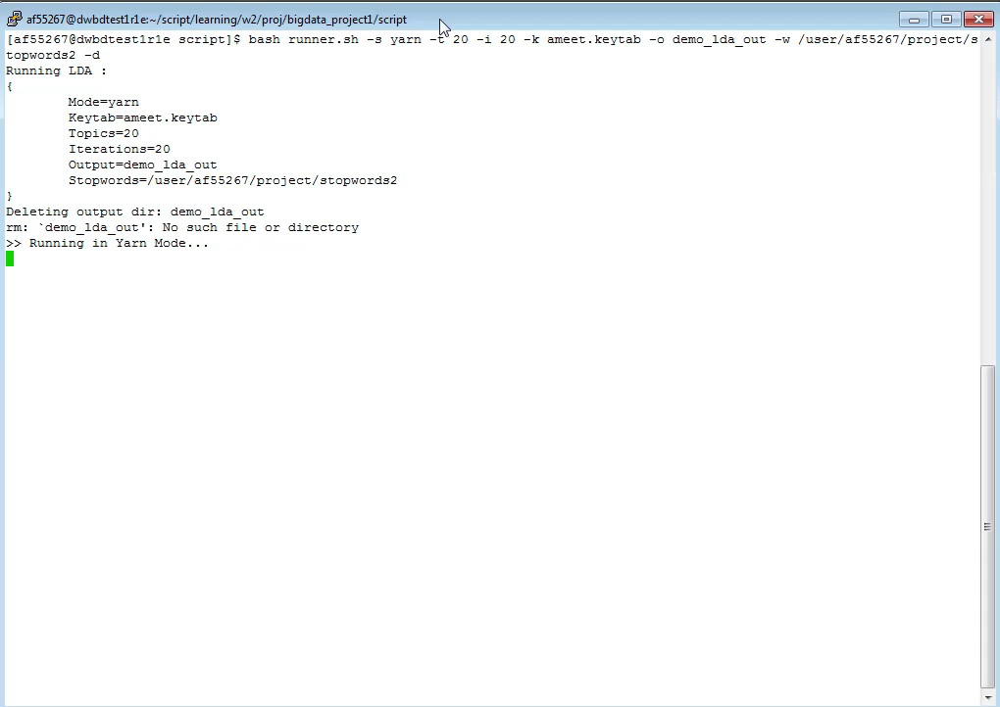 af55267@dwbdtest1r1e:~/script/learning/w2/proj/bigdata_project1/script
[af55267@dwbdtest1r1e script]$ bash runner.sh -s yarn -t 20 -i 20 -k ameet.keytab -o demo_lda_out -w /user/af55267/project/s
topwords2 -d
Running LDA :
{
Mode=yarn
Keytab=ameet.keytab
Topics=20
Iterations=20
Output=demo_lda_out
Stopwords=/user/af55267/project/stopwords2
}
Deleting output dir: demo_lda_out
rm: `demo_lda_out': No such file or directory
>> Running in Yarn Mode...